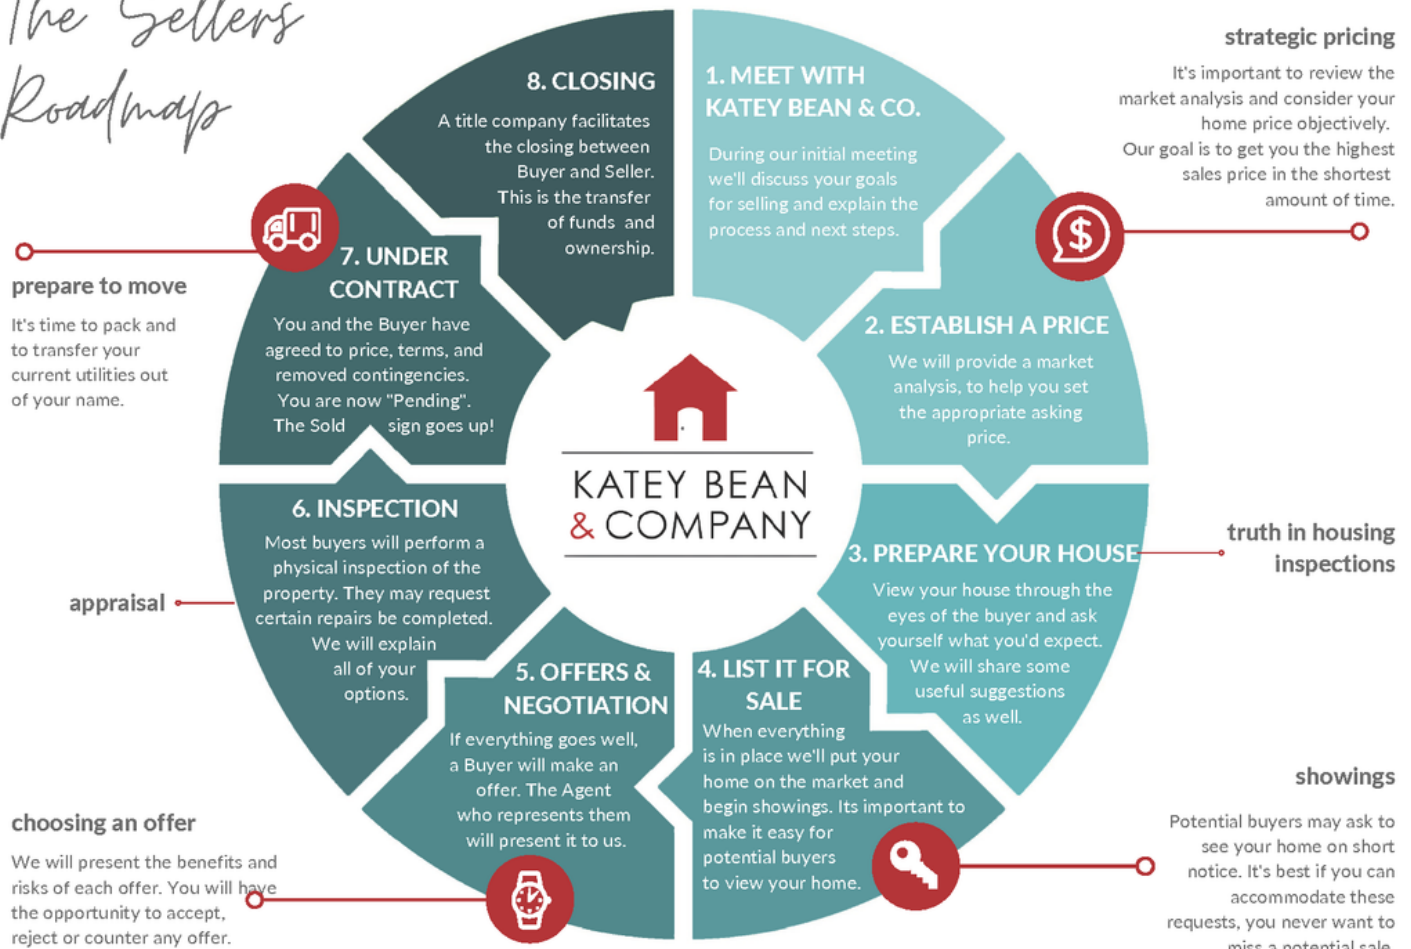 The Sellers
Roadmap
8. CLOSING
A title company facilitates
the closing between
Buyer and Seller.
This is the transfer
of funds and
ownership.
1. MEET WITH
KATEY BEAN & CO.
During our initial meeting
we'll discuss your goals
for selling and explain the
process and next steps.
strategic pricing
It's important to review the
market analysis and consider your
home price objectively.
Our goal is to get you the highest
sales price in the shortest
amount of time.
$
2. ESTABLISH A PRICE
We will provide a market
analysis, to help you set
the appropriate asking
price.
3. PREPARE YOUR HOUSE
View your house through the
eyes of the buyer and ask
yourself what you'd expect.
We will share some
useful suggestions
as well.
truth in housing
inspections
4. LIST IT FOR
SALE
When everything
is in place we'll put your
home on the market and
begin showings. Its important to
make it easy for
potential buyers
to view your home.
showings
Potential buyers may ask to
see your home on short
notice. It's best if you can
accommodate these
requests, you never want to
miss a potential sale.
5. OFFERS &
NEGOTIATION
If everything goes well,
a Buyer will make an
offer. The Agent
who represents them
will present it to us.
choosing an offer
We will present the benefits and
risks of each offer. You will have
the opportunity to accept,
reject or counter any offer.
6. INSPECTION
Most buyers will perform a
physical inspection of the
property. They may request
certain repairs be completed.
We will explain
all of your
options.
appraisal
7. UNDER
CONTRACT
You and the Buyer have
agreed to price, terms, and
removed contingencies.
You are now "Pending".
The Sold sign goes up!
prepare to move
It's time to pack and
to transfer your
current utilities out
of your name.
KATEY BEAN
& COMPANY